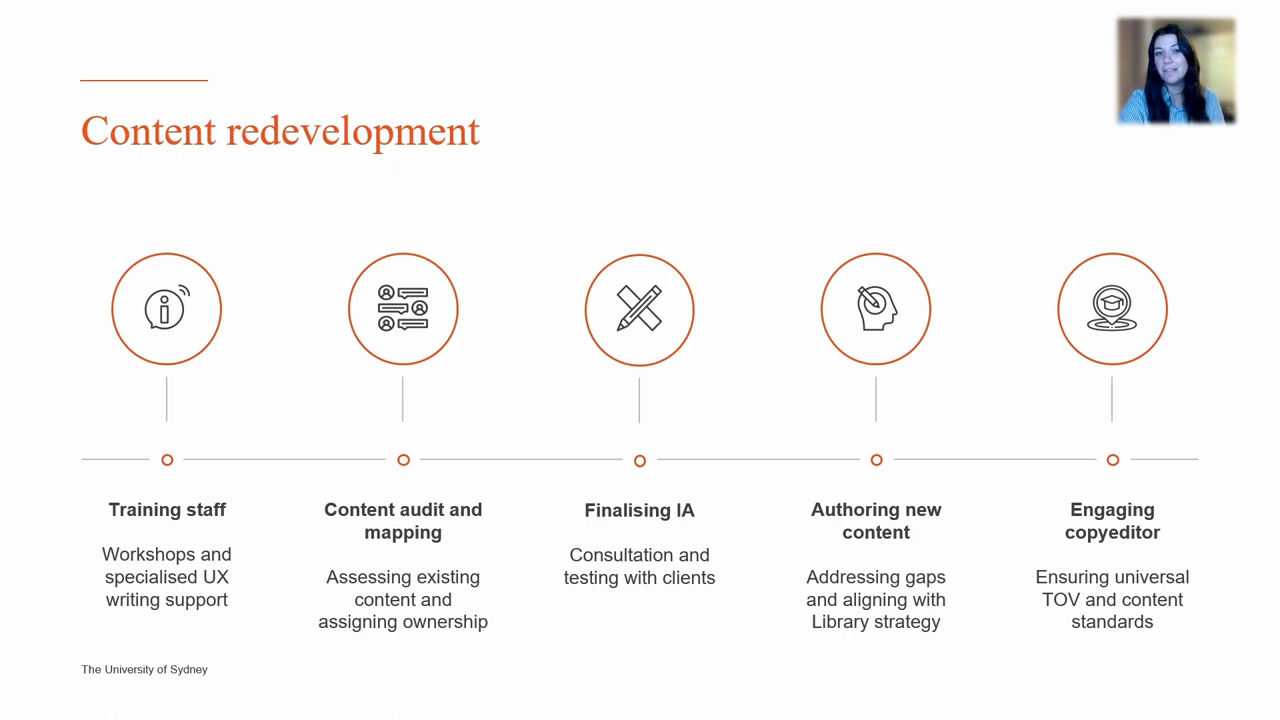 Content redevelopment
Training staff
Workshops and
specialised UX
writing support
Content audit and
mapping
Assessing existing
content and
assigning ownership
Finalising IA
Consultation and
testing with clients
Authoring new
content
Addressing gaps
and aligning with
Library strategy
Engaging
copyeditor
Ensuring universal
TOV and content
standards
The University of Sydney